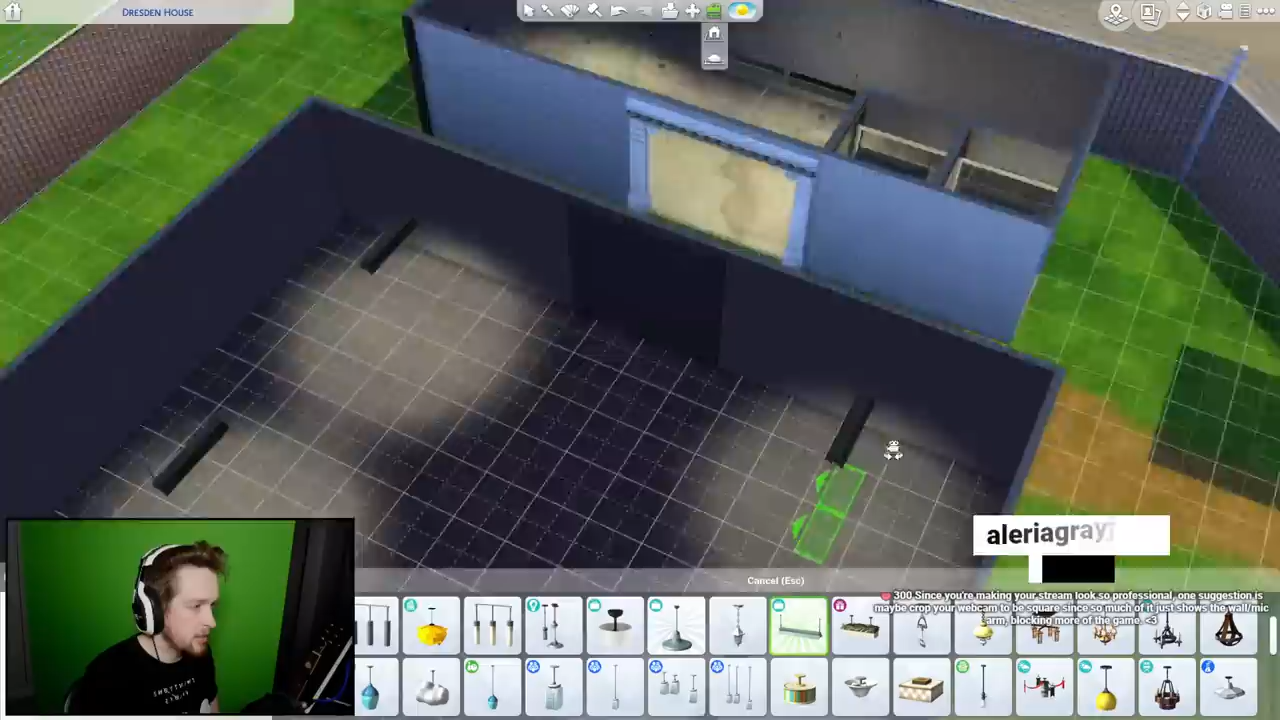 DRESDEN HOUSE
aleriagray
Cancel (Esc)
300 Since you're making your stream look so professional, one suggestion is
maybe crop your webcam to be square since so much of it just shows the wall/mic
arm, blocking more of the game. <3